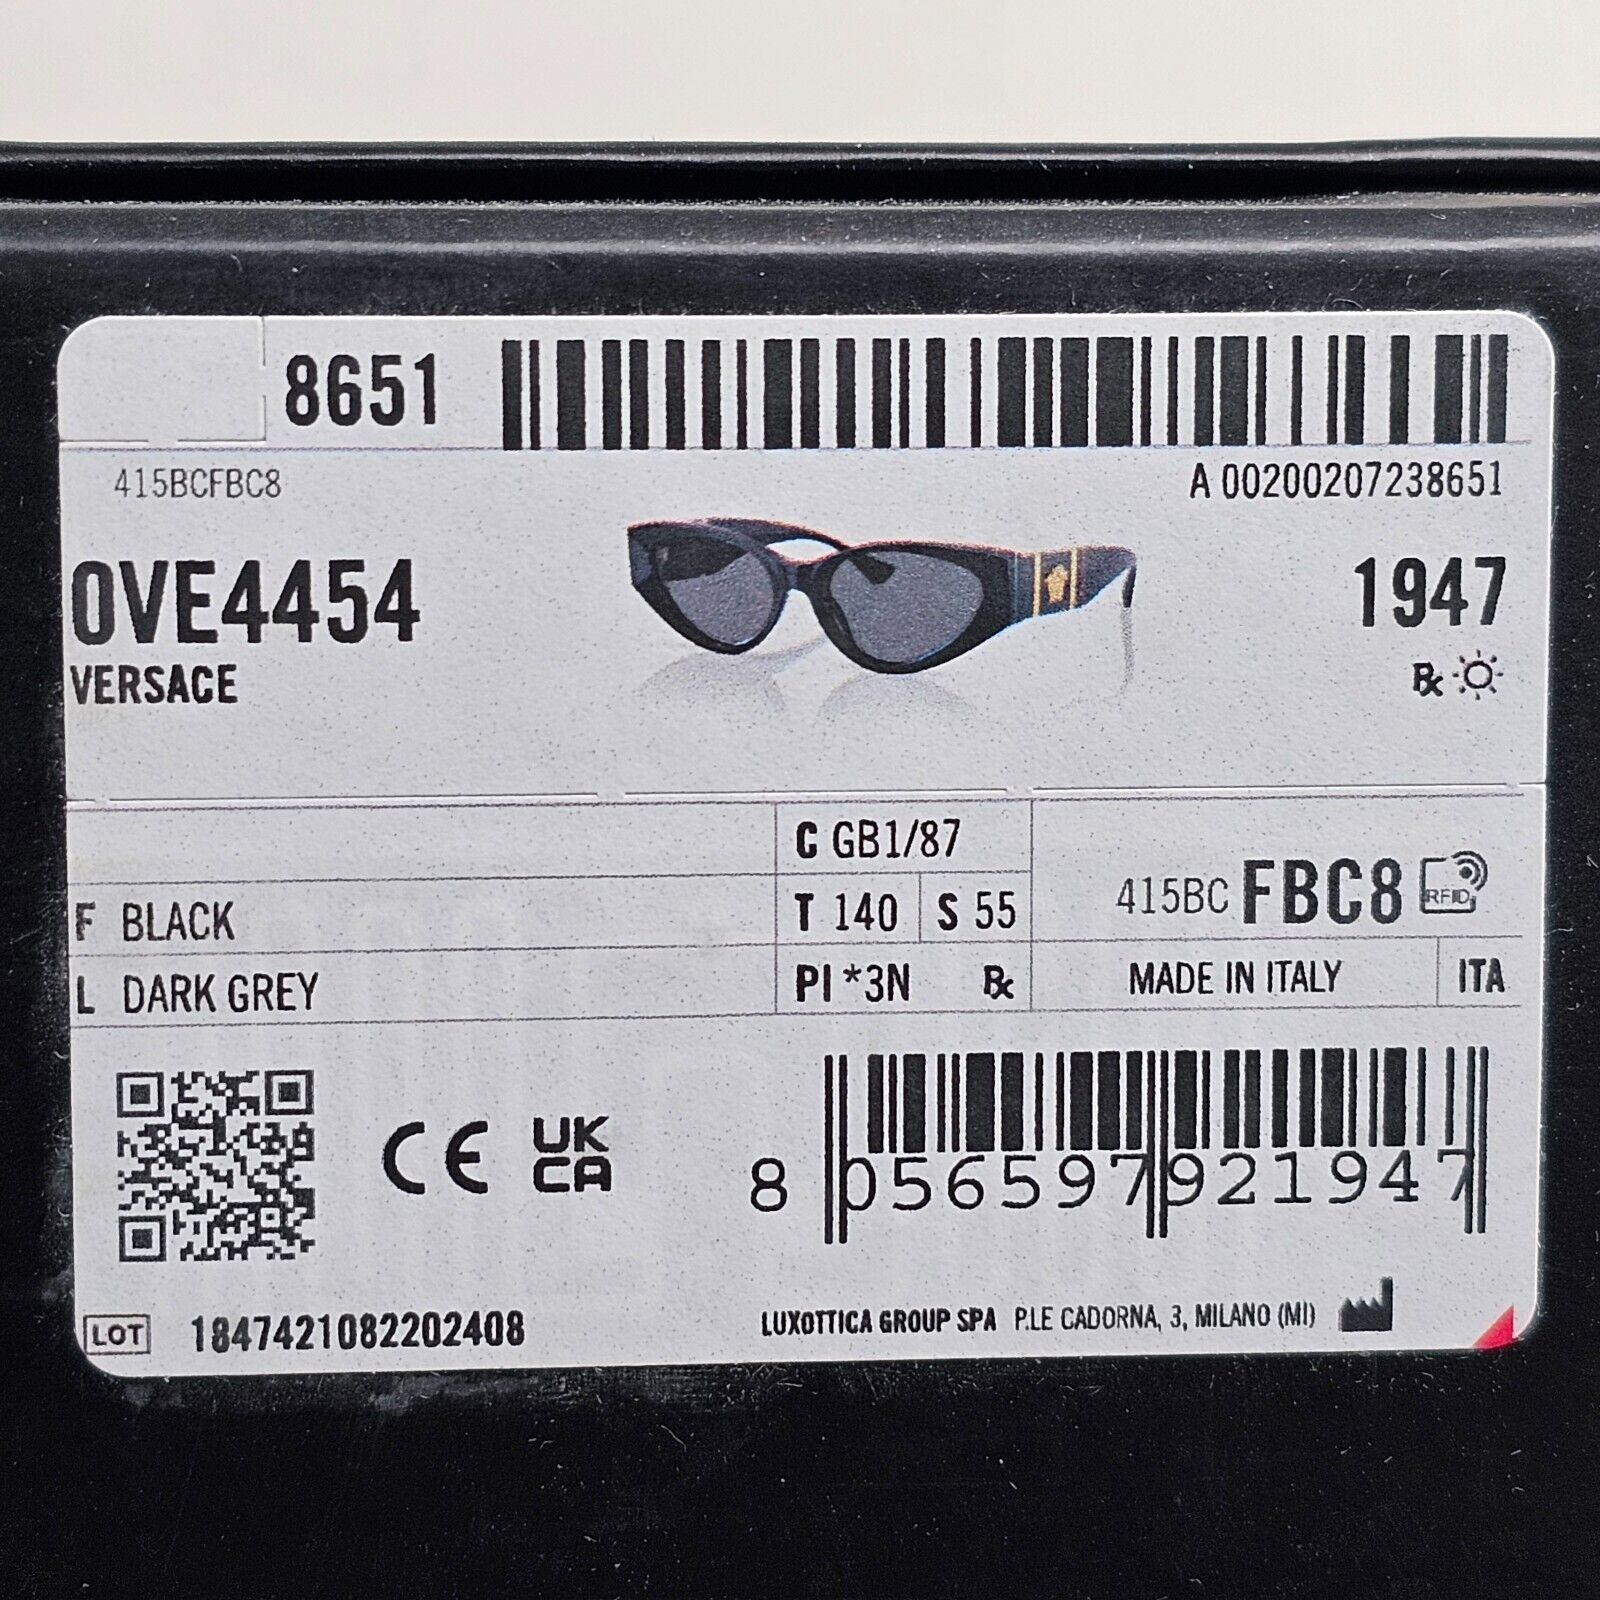 8651
415BCFBC8
A 00200207238651
0VE4454
1947
VERSACE
Rx
C GB1/87
F BLACK
T 140
S 55
415BC FBC8
RFID
L DARK GREY
PI *3N
Rx
MADE IN ITALY
ITA
CE
UK
CA
8 056597 921947
LOT
1847421082202408
LUXOTTICA GROUP SPA P.LE CADORNA, 3, MILANO (MI)